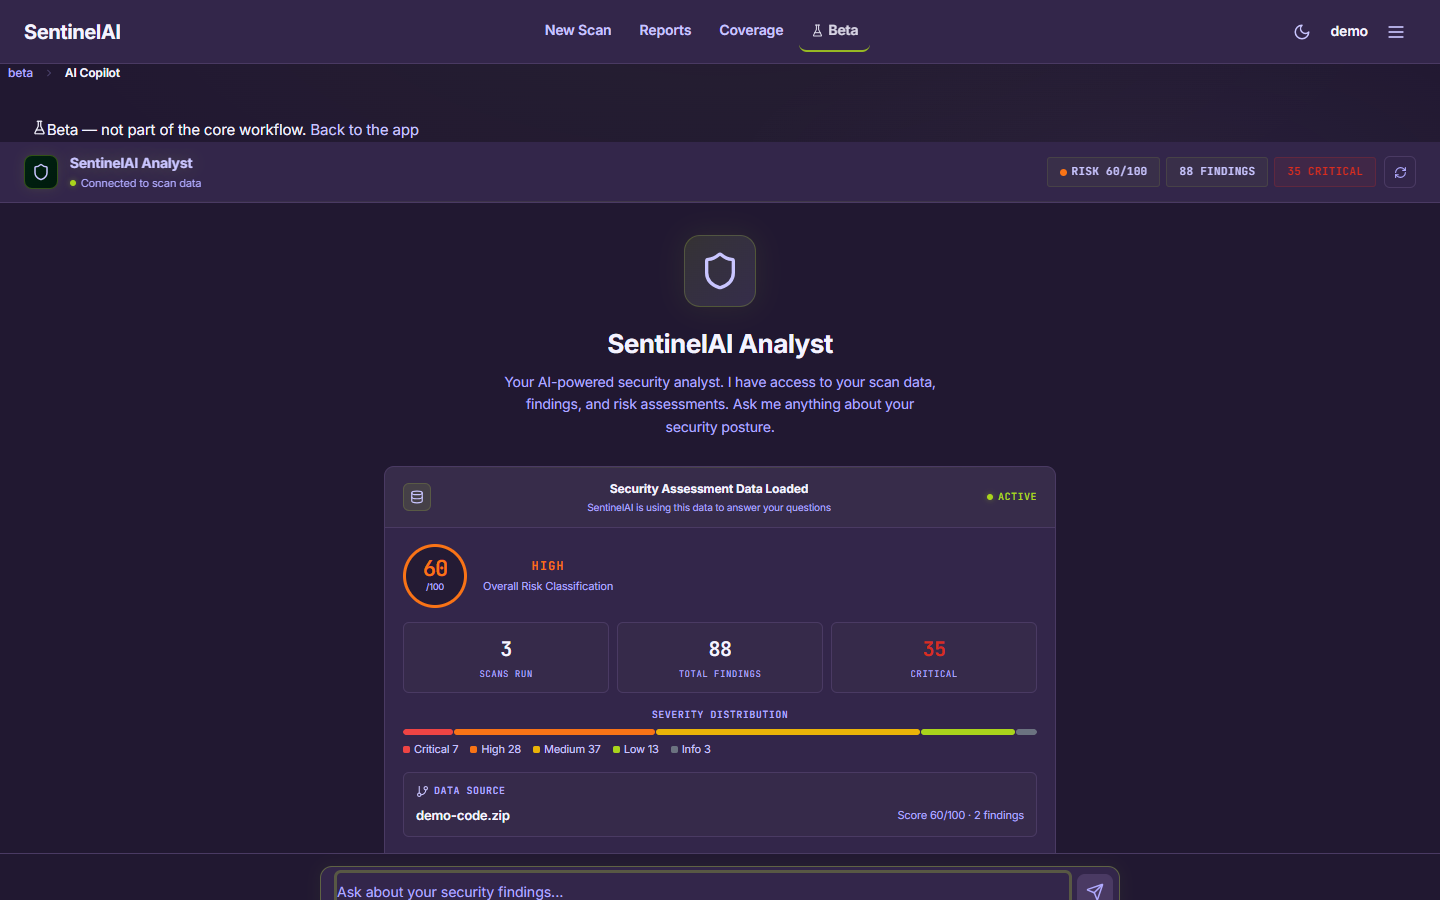 SentinelAI
New Scan
Reports
Coverage
Beta
demo
beta
AI Copilot
Beta — not part of the core workflow. Back to the app
SentinelAI Analyst
Connected to scan data
RISK 60/100
88 FINDINGS
35 CRITICAL
SentinelAI Analyst
Your AI-powered security analyst. I have access to your scan data,
findings, and risk assessments. Ask me anything about your
security posture.
Security Assessment Data Loaded
SentinelAI is using this data to answer your questions
ACTIVE
60
/100
HIGH
Overall Risk Classification
3
SCANS RUN
88
TOTAL FINDINGS
35
CRITICAL
SEVERITY DISTRIBUTION
Critical 7
High 28
Medium 37
Low 13
Info 3
DATA SOURCE
demo-code.zip
Score 60/100 · 2 findings
Ask about your security findings...